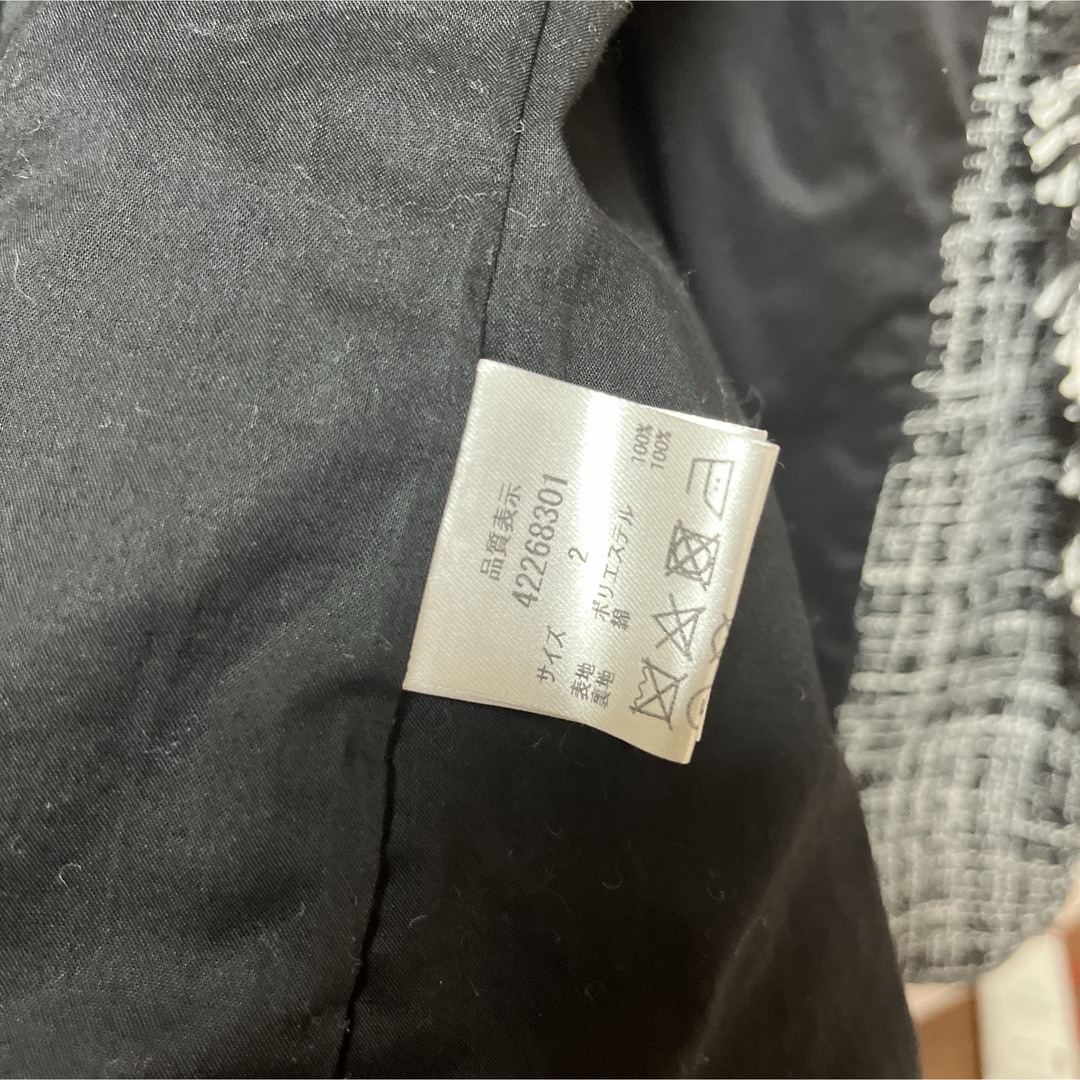 品質表示
42268301
サイズ 2
表地 ポリエステル 100%
裏地 綿 100%